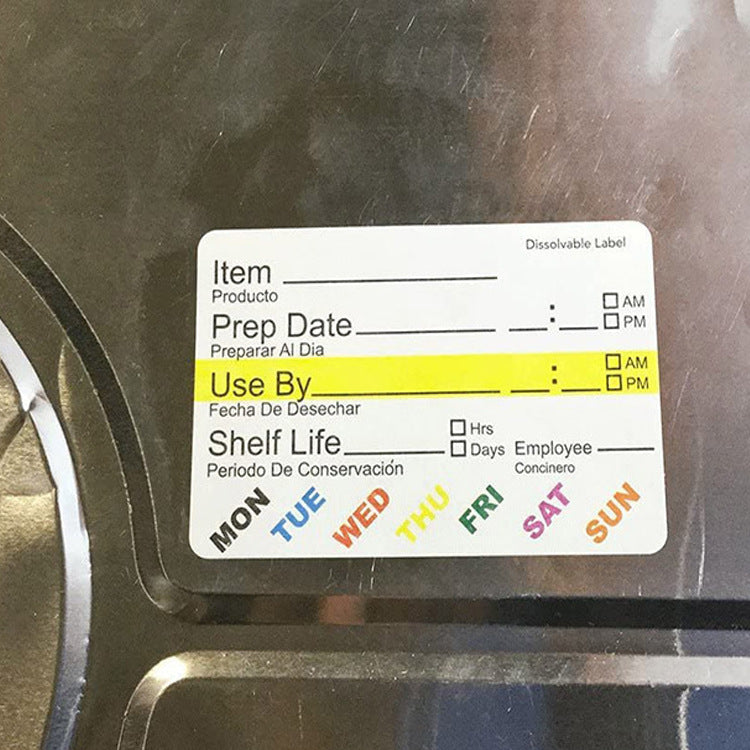 Dissolvable Label
Item
Producto
Prep Date : AM
PM
Preparar Al Dia
Use By : AM
PM
Fecha De Desechar
Shelf Life Hrs
Days Employee
Periodo De Conservación Concinero
MON TUE WED THU FRI SAT SUN